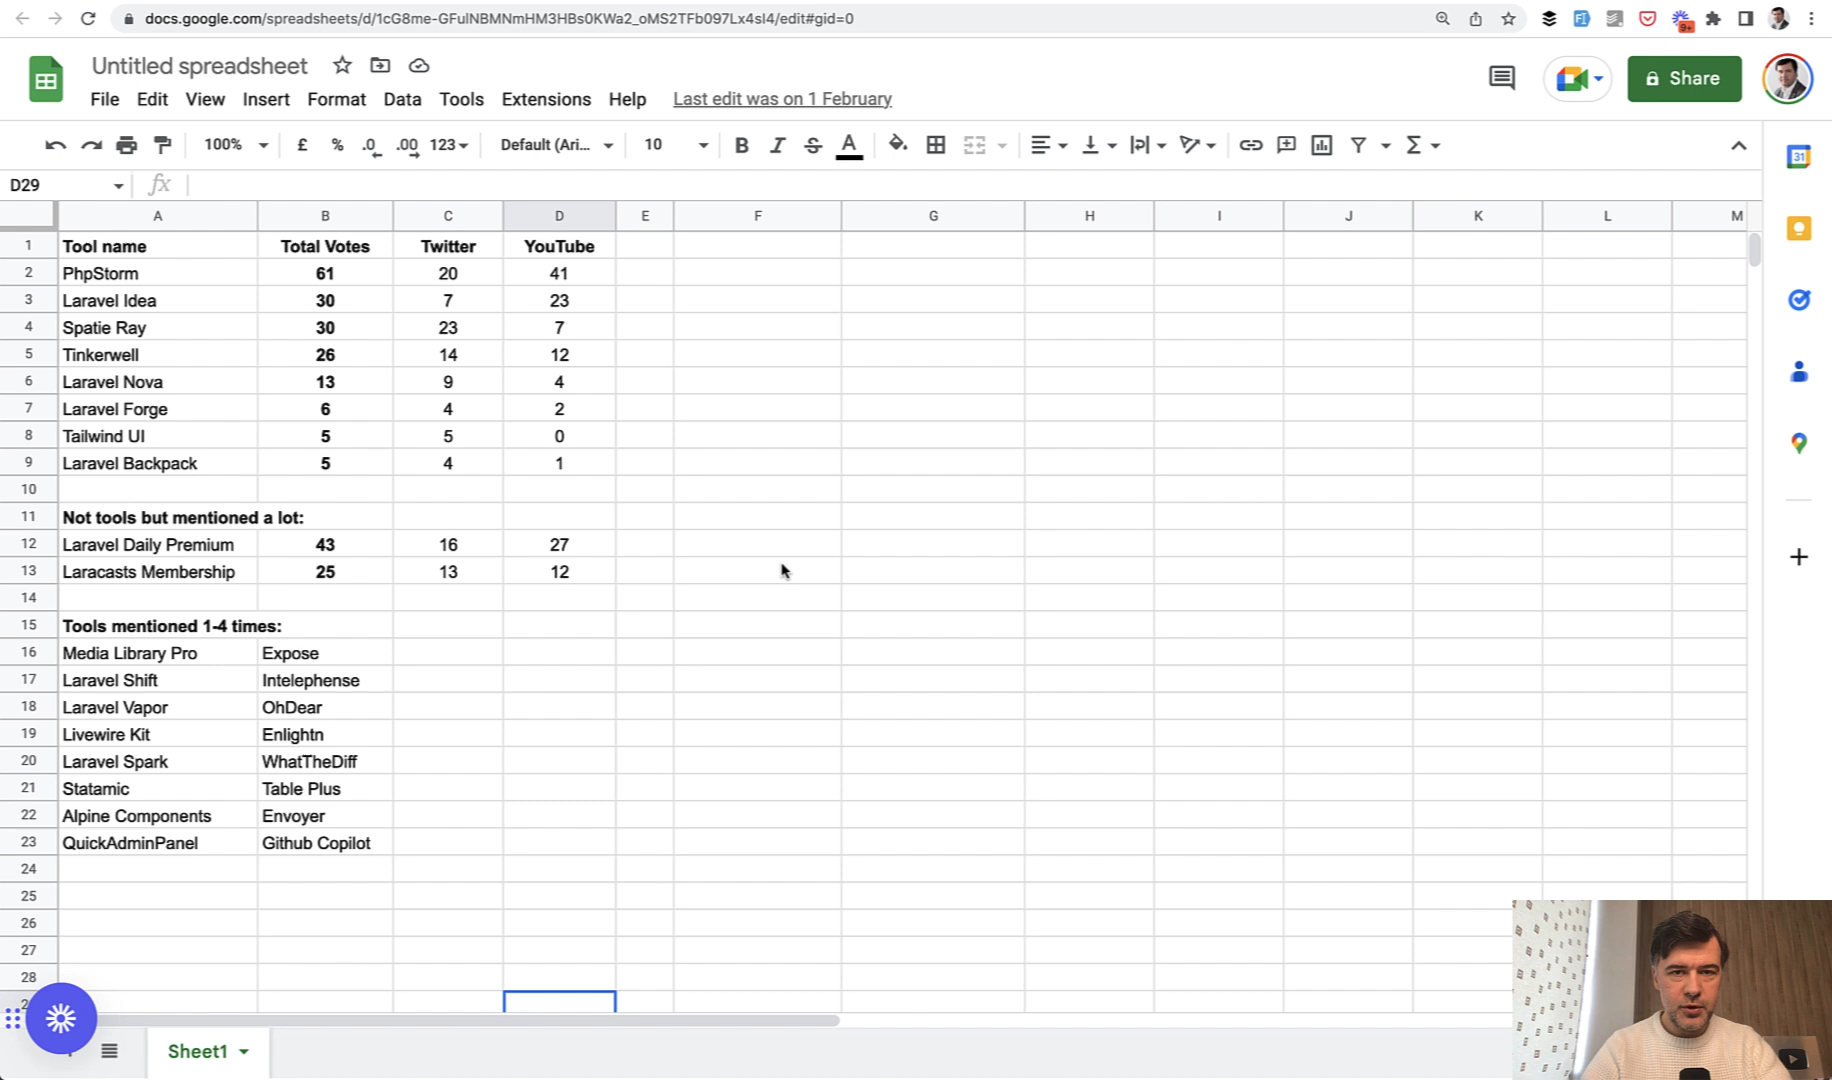 docs.google.com/spreadsheets/d/1cG8me-GFulNBMNmHM3HBs0KWa2_oMS2TFb097Lx4sI4/edit#gid=0
9+
Untitled spreadsheet
File Edit View Insert Format Data Tools Extensions Help Last edit was on 1 February
Share
100% £ % .0 .00 123 Default (Ari... 10 B I S A
31
D29 fx
A B C D E F G H I J K L M
1 Tool name Total Votes Twitter YouTube
2 PhpStorm 61 20 41
3 Laravel Idea 30 7 23
4 Spatie Ray 30 23 7
5 Tinkerwell 26 14 12
6 Laravel Nova 13 9 4
7 Laravel Forge 6 4 2
8 Tailwind UI 5 5 0
9 Laravel Backpack 5 4 1
10
11 Not tools but mentioned a lot:
12 Laravel Daily Premium 43 16 27
13 Laracasts Membership 25 13 12
14
15 Tools mentioned 1-4 times:
16 Media Library Pro Expose
17 Laravel Shift Intelephense
18 Laravel Vapor OhDear
19 Livewire Kit Enlightn
20 Laravel Spark WhatTheDiff
21 Statamic Table Plus
22 Alpine Components Envoyer
23 QuickAdminPanel Github Copilot
24
25
26
27
28
Sheet1